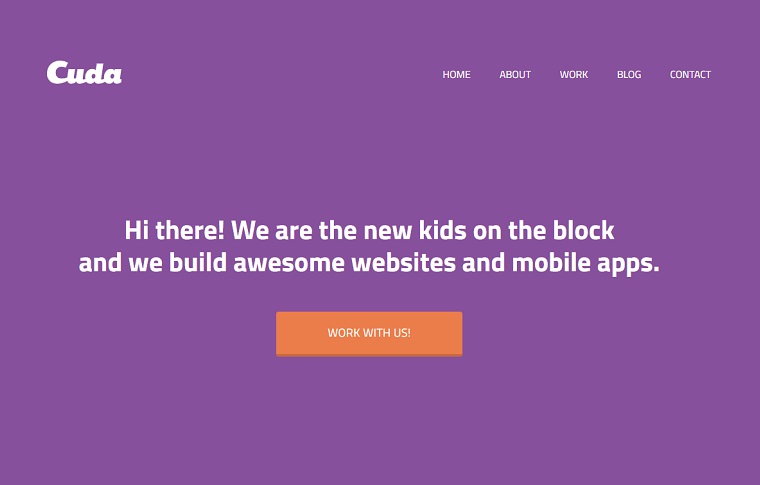 Cuda
HOME ABOUT WORK BLOG CONTACT
Hi there! We are the new kids on the block
and we build awesome websites and mobile apps.
WORK WITH US!